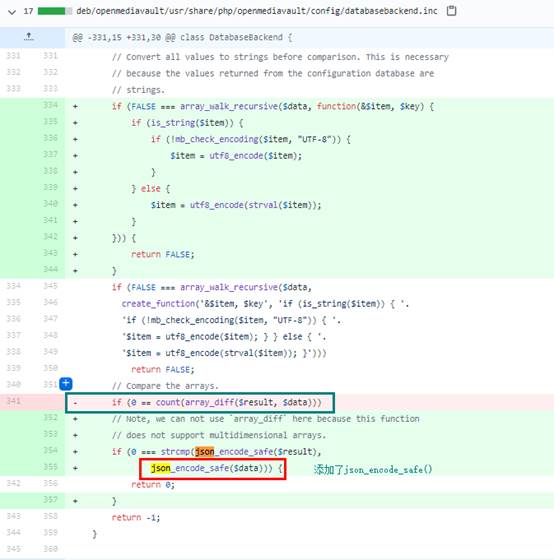 17 deb/openmediavault/usr/share/php/openmediavault/config/databasebackend.inc
@@ -331,15 +331,30 @@ class DatabaseBackend {
331 331 // Convert all values to strings before comparison. This is necessary
332 332 // because the values returned from the configuration database are
333 333 // strings.
334 + if (FALSE === array_walk_recursive($data, function(&$item, $key) {
335 + if (is_string($item)) {
336 + if (!mb_check_encoding($item, "UTF-8")) {
337 + $item = utf8_encode($item);
338 + }
339 + } else {
340 + $item = utf8_encode(strval($item));
341 + }
342 + })) {
343 + return FALSE;
344 + }
334 345 if (FALSE === array_walk_recursive($data,
335 346 create_function('&$item, $key', 'if (is_string($item)) { '.
336 347 'if (!mb_check_encoding($item, "UTF-8")) { '.
337 348 '$item = utf8_encode($item); } } else { '.
338 349 '$item = utf8_encode(strval($item)); }')))
339 350 return FALSE;
340 351 // Compare the arrays.
341 - if (0 == count(array_diff($result, $data)))
352 + // Note, we can not use `array_diff` here because this function
353 + // does not support multidimensional arrays.
354 + if (0 === strcmp(json_encode_safe($result),
355 + json_encode_safe($data))) { 添加了json_enode_safe()
342 356 return 0;
357 + }
343 358 return -1;
344 359 }
345 360